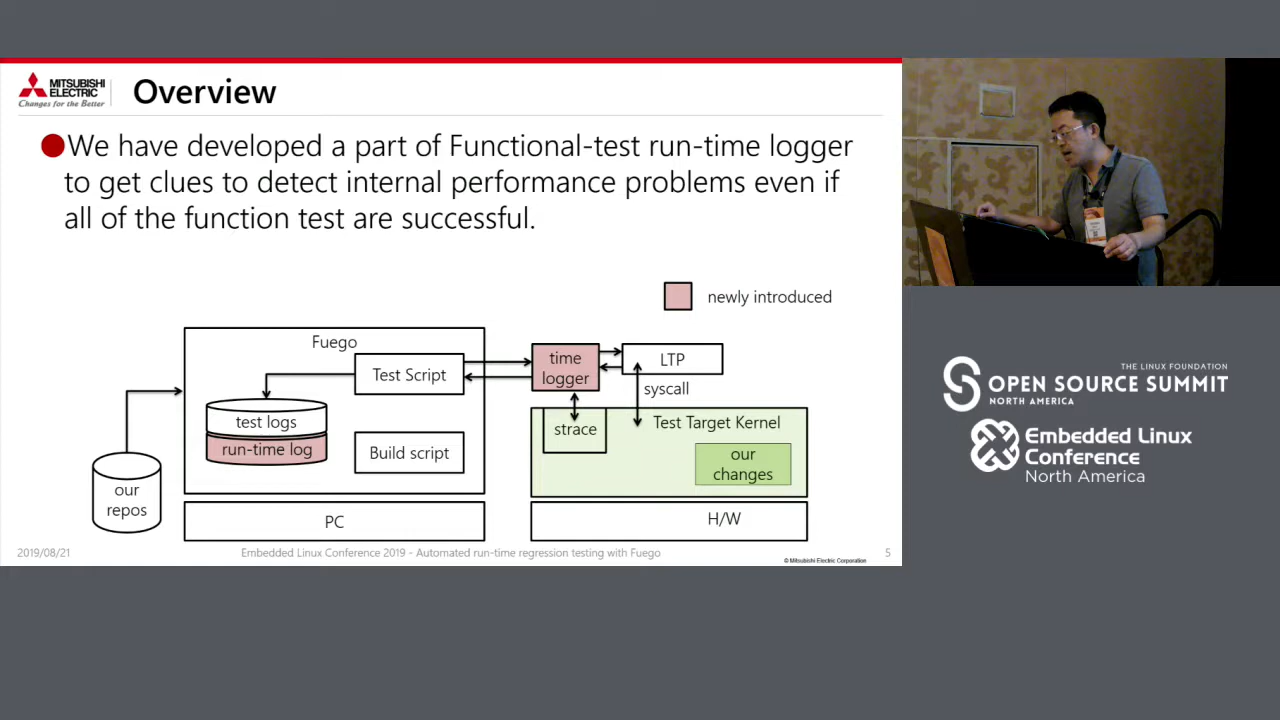 MITSUBISHI
ELECTRIC
Changes for the Better
Overview
We have developed a part of Functional-test run-time logger
to get clues to detect internal performance problems even if
all of the function test are successful.
newly introduced
Fuego
Test Script
test logs
run-time log
Build script
our
repos
PC
time
logger
LTP
syscall
strace
Test Target Kernel
our
changes
H/W
2019/08/21
Embedded Linux Conference 2019 - Automated run-time regression testing with Fuego
5
© Mitsubishi Electric Corporation
THE LINUX FOUNDATION
OPEN SOURCE SUMMIT
NORTH AMERICA
Embedded Linux
Conference
North America